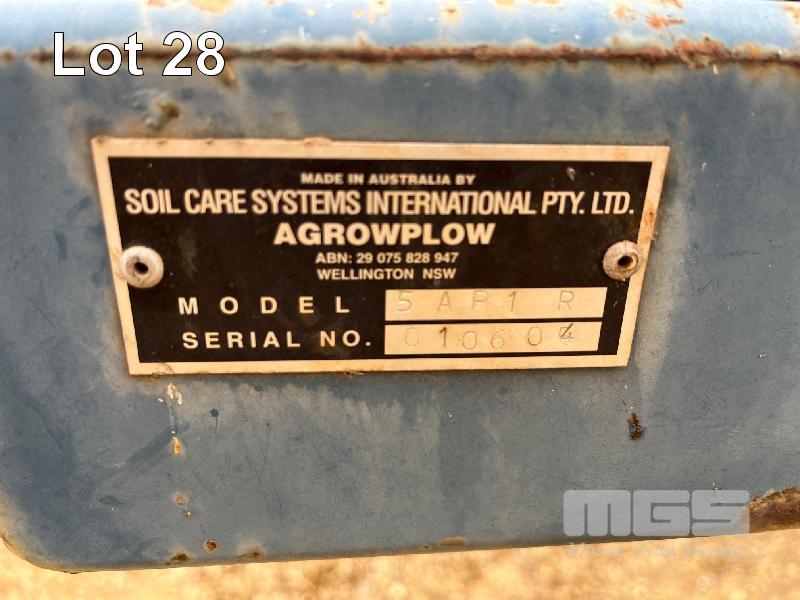 Lot 28
MADE IN AUSTRALIA BY
SOIL CARE SYSTEMS INTERNATIONAL PTY. LTD.
AGROWPLOW
ABN: 29 075 828 947
WELLINGTON NSW
MODEL 5AP1 R
SERIAL NO. 010604
MGS